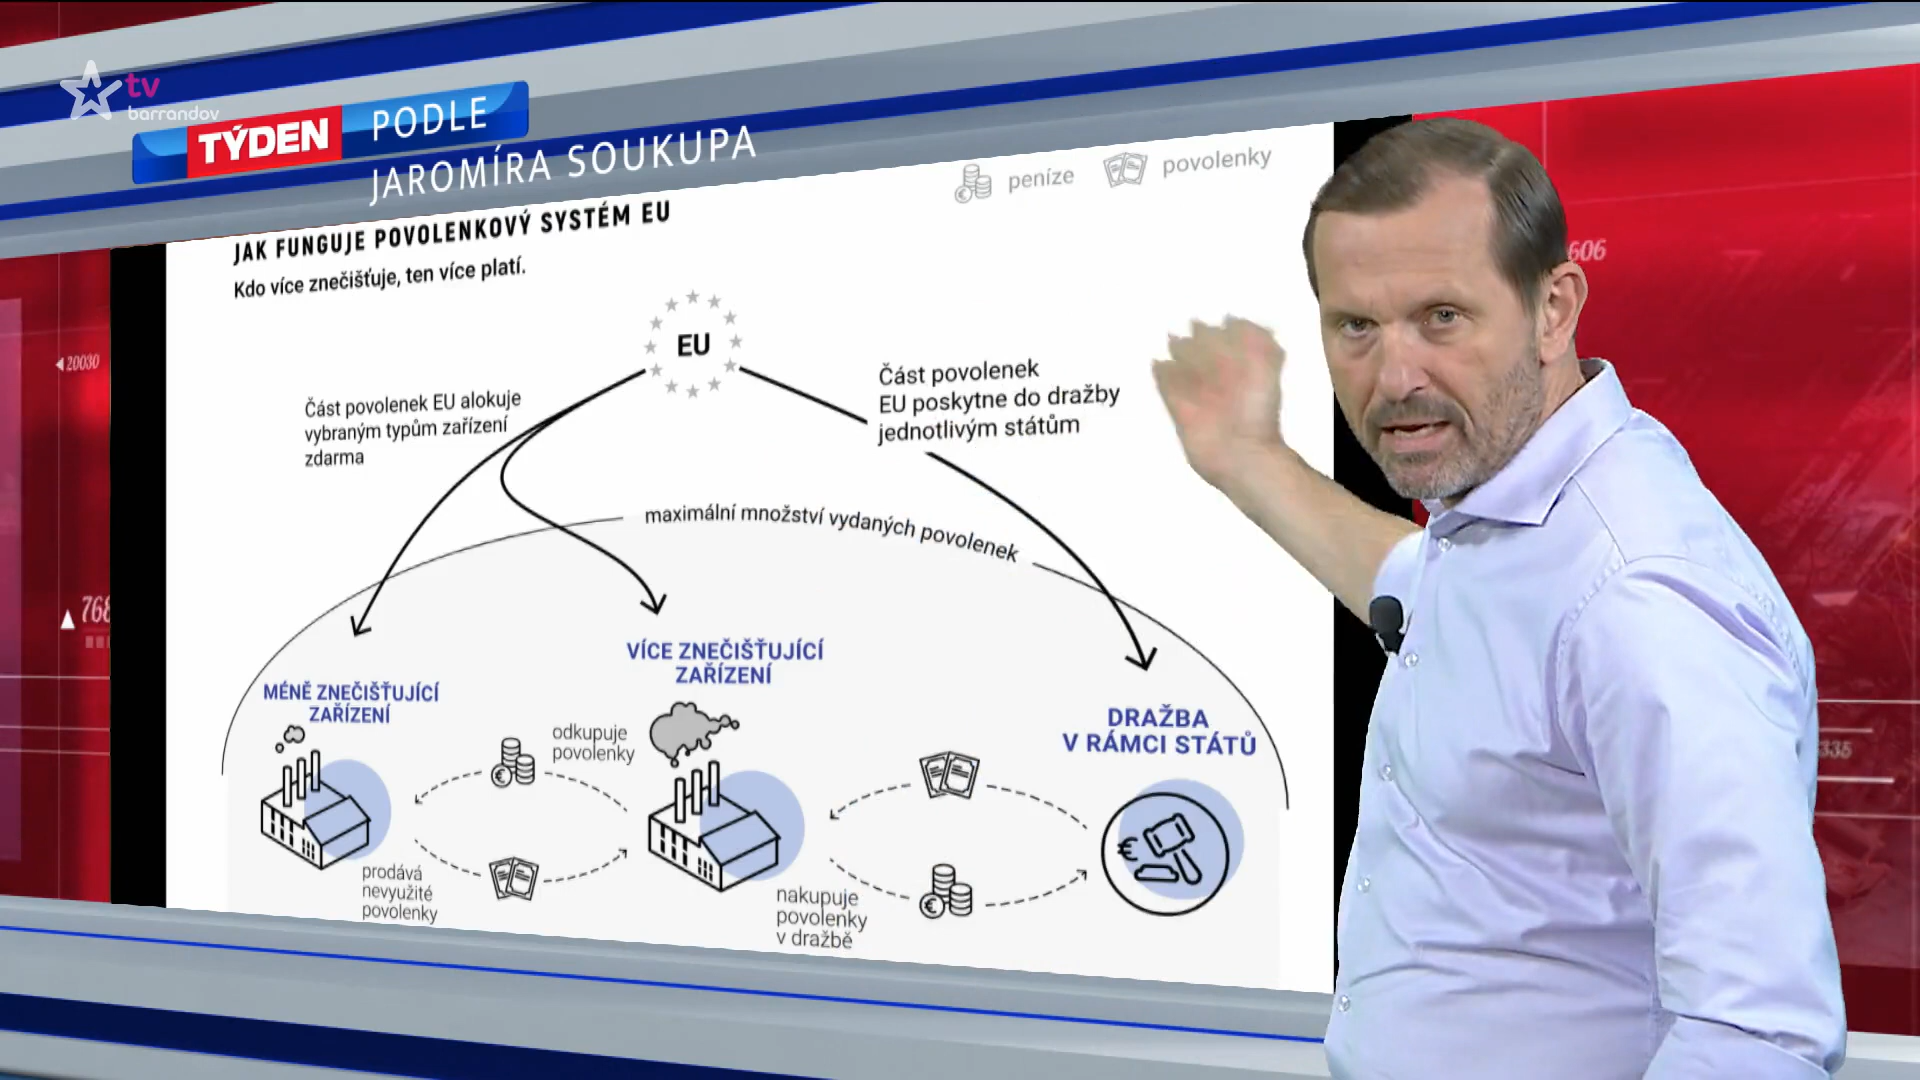 tv
barrandov
TÝDEN PODLE
JAROMÍRA SOUKUPA
peníze
povolenky
JAK FUNGUJE POVOLENKOVÝ SYSTÉM EU
Kdo více znečišťuje, ten více platí.
EU
Část povolenek EU alokuje
vybraným typům zařízení
zdarma
Část povolenek
EU poskytne do dražby
jednotlivým státům
maximální množství vydaných povolenek
MÉNĚ ZNEČIŠŤUJÍCÍ
ZAŘÍZENÍ
VÍCE ZNEČIŠŤUJÍCÍ
ZAŘÍZENÍ
DRAŽBA
V RÁMCI STÁTŮ
odkupuje
povolenky
prodává
nevyužité
povolenky
nakupuje
povolenky
v dražbě
€
€
€
20030
768
606
335